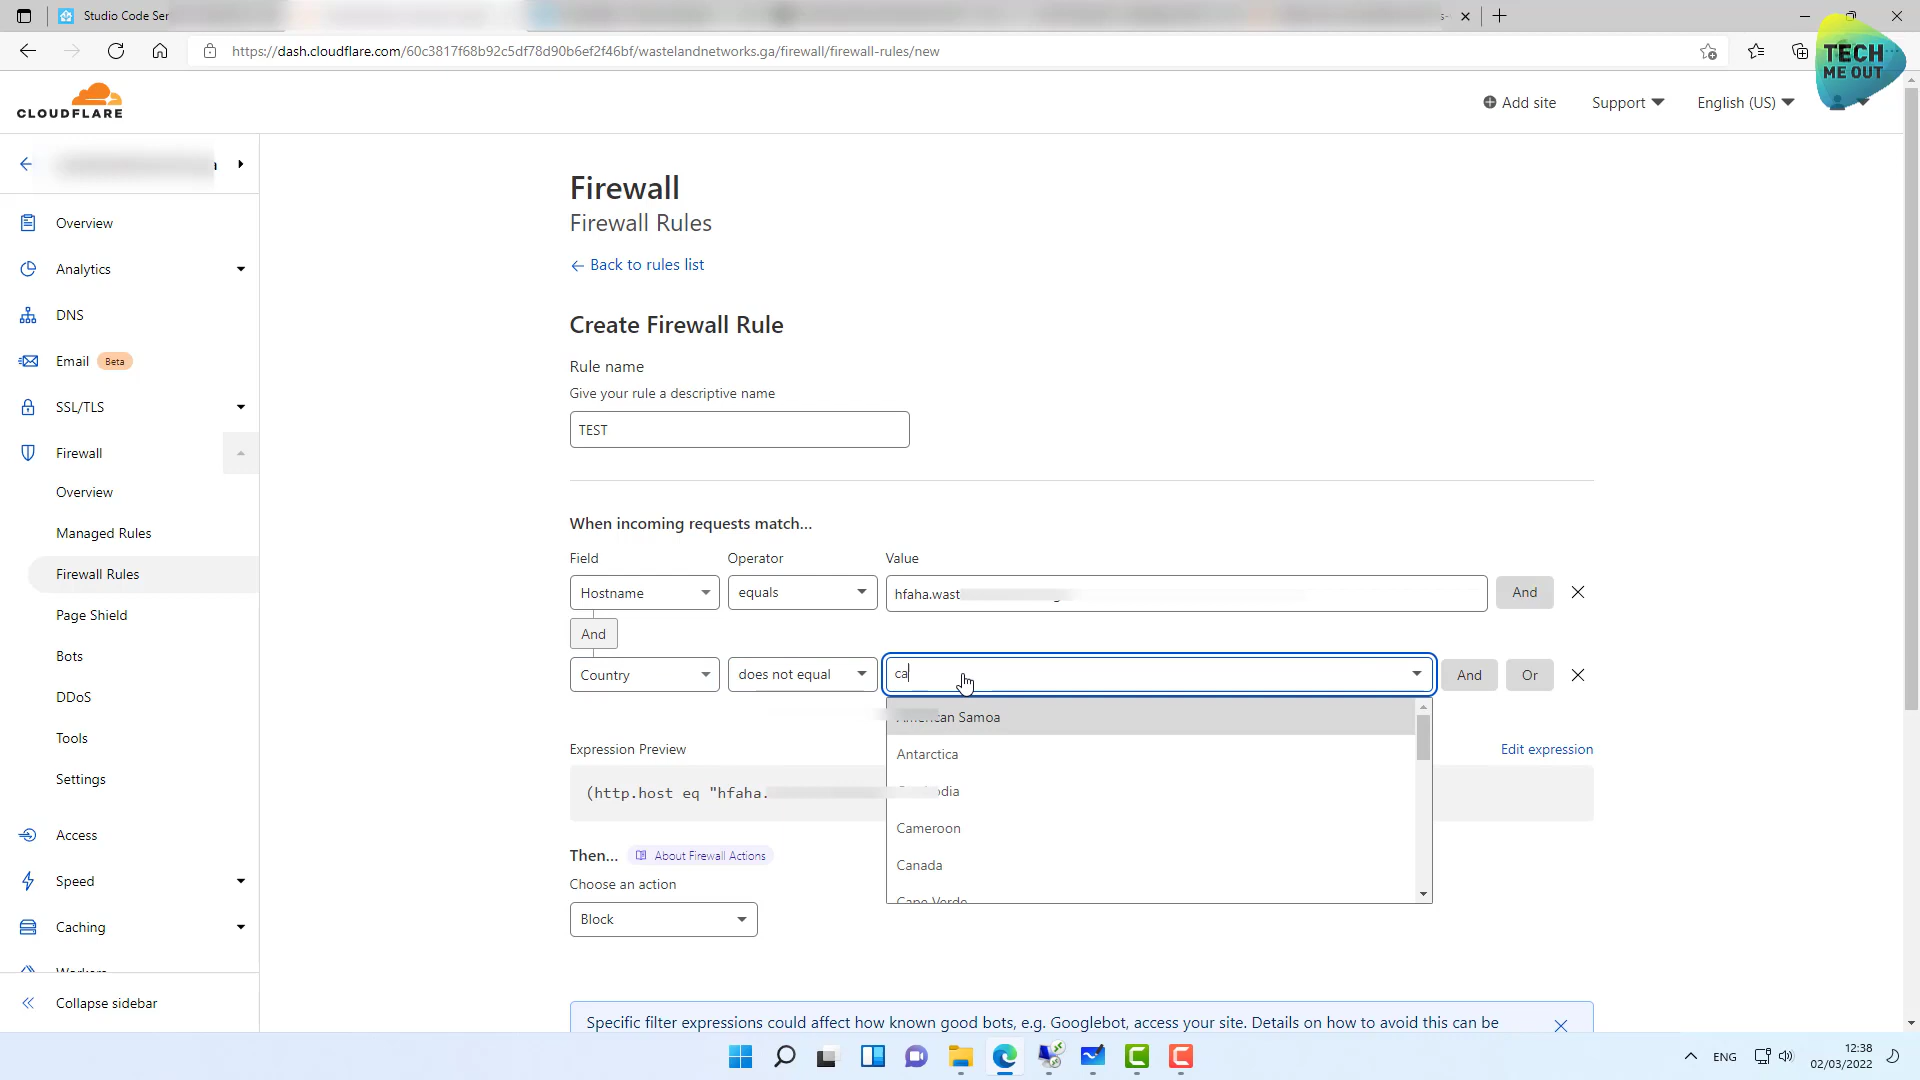 Studio Code Ser
https://dash.cloudflare.com/60c3817f68b92c5df78d90b6ef2f46bf/wastelandnetworks.ga/firewall/firewall-rules/new
TECH
ME OUT
CLOUDFLARE
Add site
Support
English (US)
Overview
Analytics
DNS
Email Beta
SSL/TLS
Firewall
Overview
Managed Rules
Firewall Rules
Page Shield
Bots
DDoS
Tools
Settings
Access
Speed
Caching
Workers
Collapse sidebar
Firewall
Firewall Rules
Back to rules list
Create Firewall Rule
Rule name
Give your rule a descriptive name
TEST
When incoming requests match...
Field Operator Value
Hostname equals hfaha.wast And
And
Country does not equal ca And Or
American Samoa
Antarctica
Cameroon
Canada
Cape Verde
Expression Preview
Edit expression
(http.host eq "hfaha.
Then... About Firewall Actions
Choose an action
Block
Specific filter expressions could affect how known good bots, e.g. Googlebot, access your site. Details on how to avoid this can be
ENG
12:38
02/03/2022